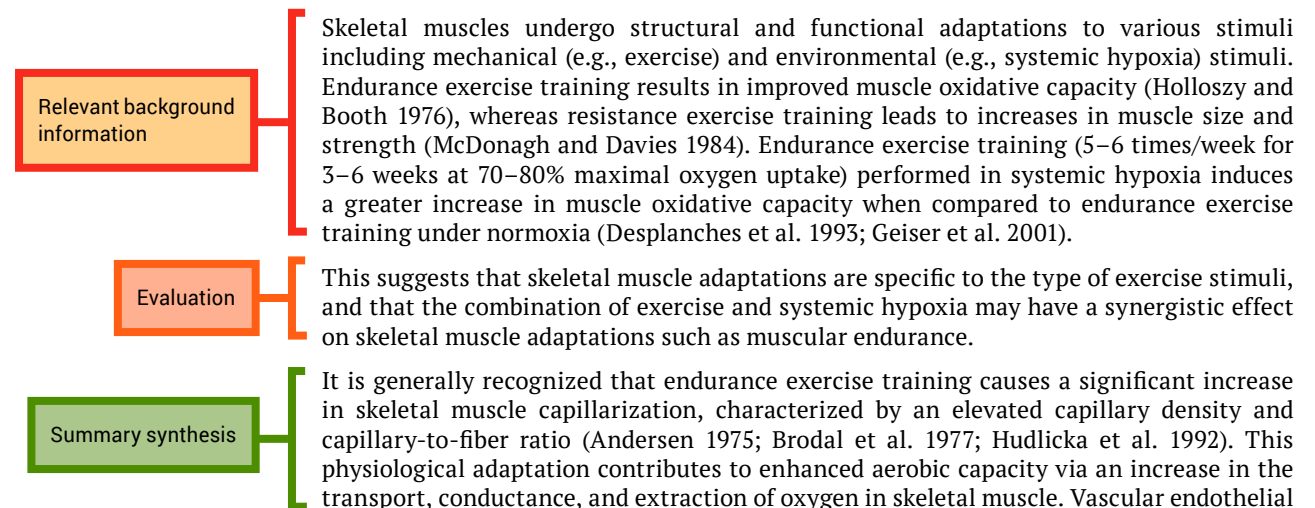 Relevant background
information
Skeletal muscles undergo structural and functional adaptations to various stimuli
including mechanical (e.g., exercise) and environmental (e.g., systemic hypoxia) stimuli.
Endurance exercise training results in improved muscle oxidative capacity (Holloszy and
Booth 1976), whereas resistance exercise training leads to increases in muscle size and
strength (McDonagh and Davies 1984). Endurance exercise training (5–6 times/week for
3–6 weeks at 70–80% maximal oxygen uptake) performed in systemic hypoxia induces
a greater increase in muscle oxidative capacity when compared to endurance exercise
training under normoxia (Desplanches et al. 1993; Geiser et al. 2001).
Evaluation
This suggests that skeletal muscle adaptations are specific to the type of exercise stimuli,
and that the combination of exercise and systemic hypoxia may have a synergistic effect
on skeletal muscle adaptations such as muscular endurance.
Summary synthesis
It is generally recognized that endurance exercise training causes a significant increase
in skeletal muscle capillarization, characterized by an elevated capillary density and
capillary-to-fiber ratio (Andersen 1975; Brodal et al. 1977; Hudlicka et al. 1992). This
physiological adaptation contributes to enhanced aerobic capacity via an increase in the
transport, conductance, and extraction of oxygen in skeletal muscle. Vascular endothelial